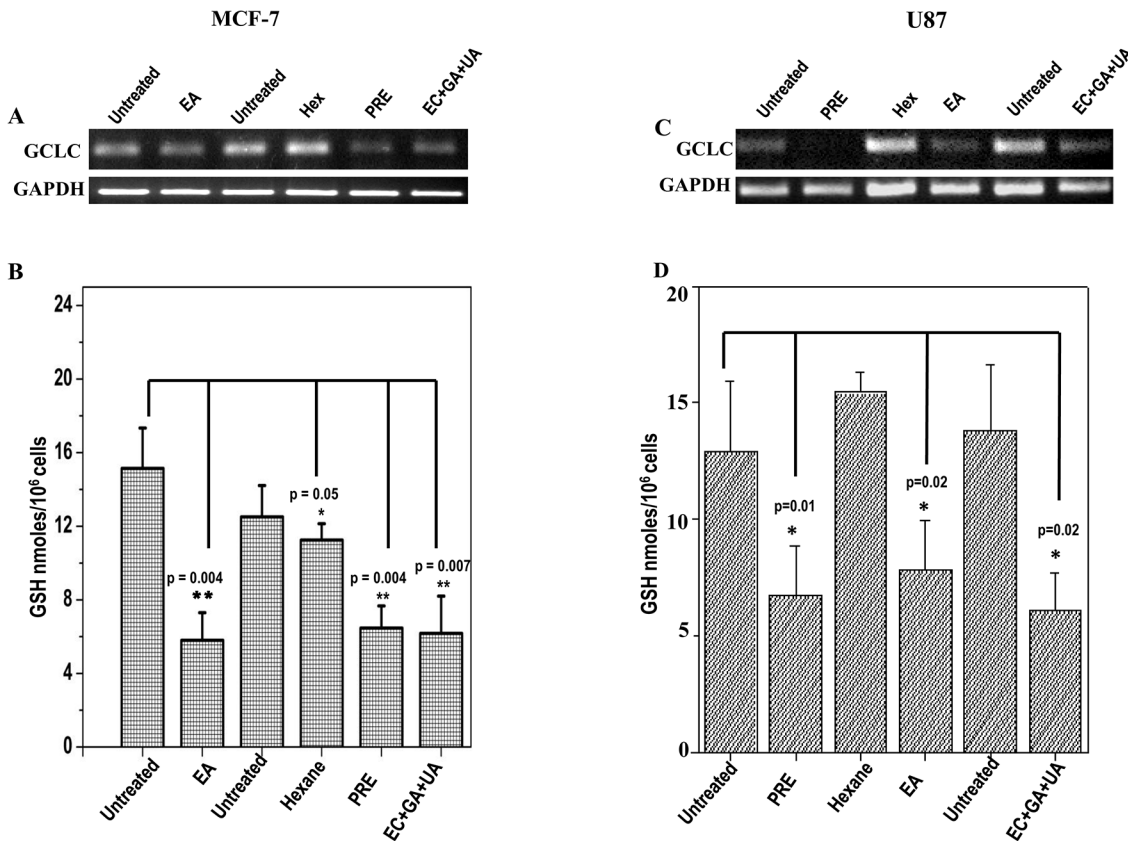 MCF-7
Untreated
EA
Untreated
Hex
PRE
EC+GA+UA
A
GCLC
GAPDH
B
24
20
16
12
8
4
0
GSH nmoles/10⁶ cells
p = 0.004
**
p = 0.05
*
p = 0.004
**
p = 0.007
**
Untreated
EA
Untreated
Hexane
PRE
EC+GA+UA
U87
Untreated
PRE
Hex
EA
Untreated
EC+GA+UA
C
GCLC
GAPDH
D
20
15
10
5
0
GSH nmoles/10⁶ cells
p=0.01
*
p=0.02
*
p=0.02
*
Untreated
PRE
Hexane
EA
Untreated
EC+GA+UA